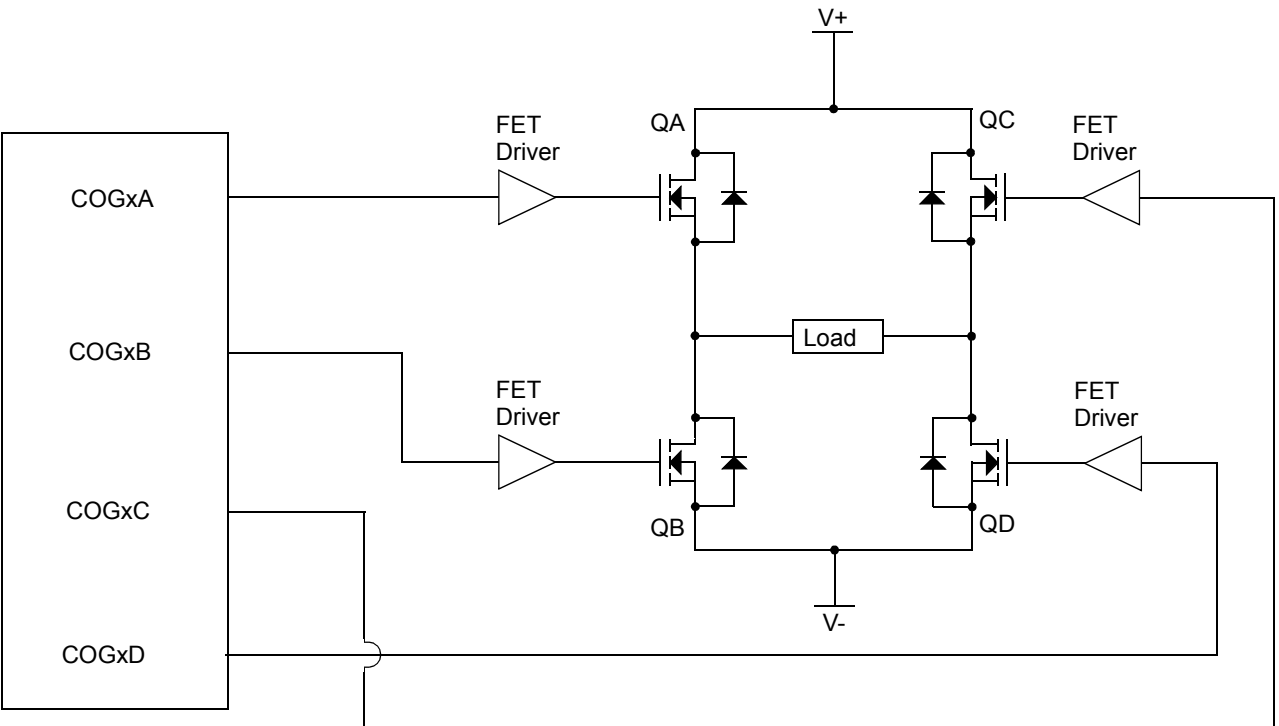 V+
FET
Driver
QA
QC
FET
Driver
COGxA
Load
COGxB
FET
Driver
FET
Driver
COGxC
QB
QD
V-
COGxD